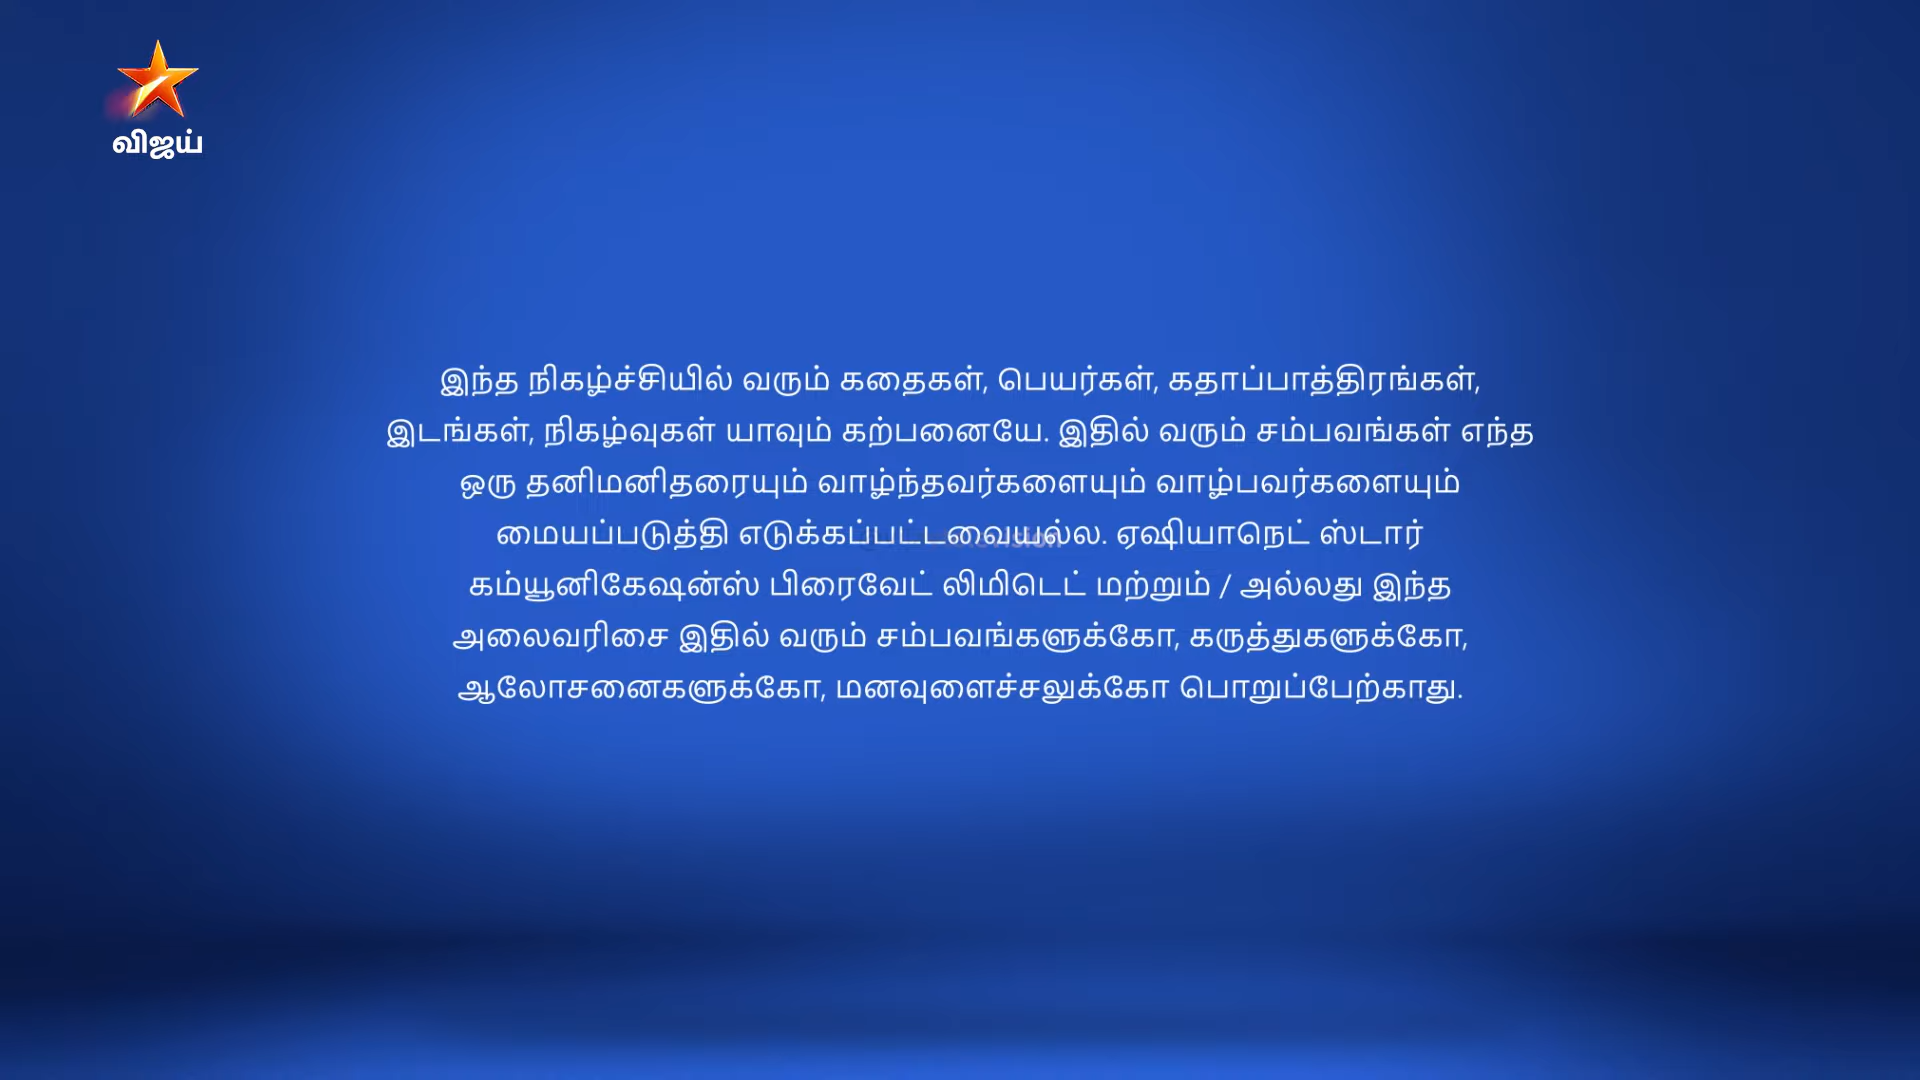 விஜய்
இந்த நிகழ்ச்சியில் வரும் கதைகள், பெயர்கள், கதாப்பாத்திரங்கள்,
இடங்கள், நிகழ்வுகள் யாவும் கற்பனையே. இதில் வரும் சம்பவங்கள் எந்த
ஒரு தனிமனிதரையும் வாழ்ந்தவர்களையும் வாழ்பவர்களையும்
மையப்படுத்தி எடுக்கப்பட்டவையல்ல. ஏஷியாநெட் ஸ்டார்
கம்யூனிகேஷன்ஸ் பிரைவேட் லிமிடெட் மற்றும் / அல்லது இந்த
அலைவரிசை இதில் வரும் சம்பவங்களுக்கோ, கருத்துகளுக்கோ,
ஆலோசனைகளுக்கோ, மனவுளைச்சலுக்கோ பொறுப்பேற்காது.